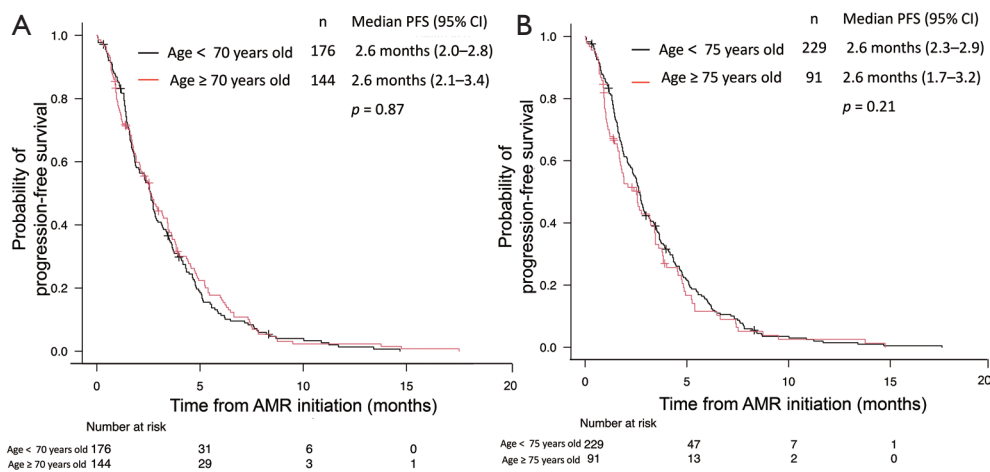 A
n Median PFS (95% CI)
Age < 70 years old 176 2.6 months (2.0–2.8)
Age ≥ 70 years old 144 2.6 months (2.1–3.4)
p = 0.87
Probability of
progression-free survival
1.0
0.8
0.6
0.4
0.2
0.0
0 5 10 15 20
Time from AMR initiation (months)
Number at risk
Age < 70 years old 176 31 6 0
Age ≥ 70 years old 144 29 3 1
B
n Median PFS (95% CI)
Age < 75 years old 229 2.6 months (2.3–2.9)
Age ≥ 75 years old 91 2.6 months (1.7–3.2)
p = 0.21
Probability of
progression-free survival
1.0
0.8
0.6
0.4
0.2
0.0
0 5 10 15 20
Time from AMR initiation (months)
Number at risk
Age < 75 years old 229 47 7 1
Age ≥ 75 years old 91 13 2 0